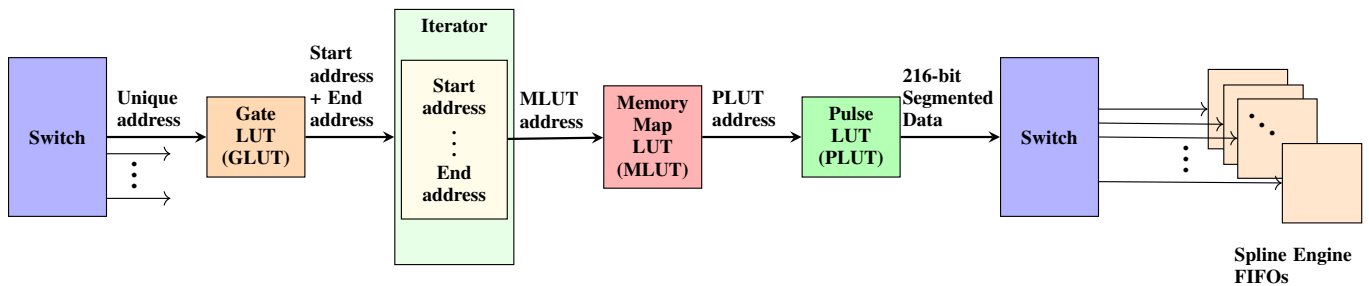 Switch
Unique
address
Gate
LUT
(GLUT)
Start
address
+ End
address
Iterator
Start
address
End
address
MLUT
address
Memory
Map
LUT
(MLUT)
PLUT
address
Pulse
LUT
(PLUT)
216-bit
Segmented
Data
Switch
Spline Engine
FIFOs